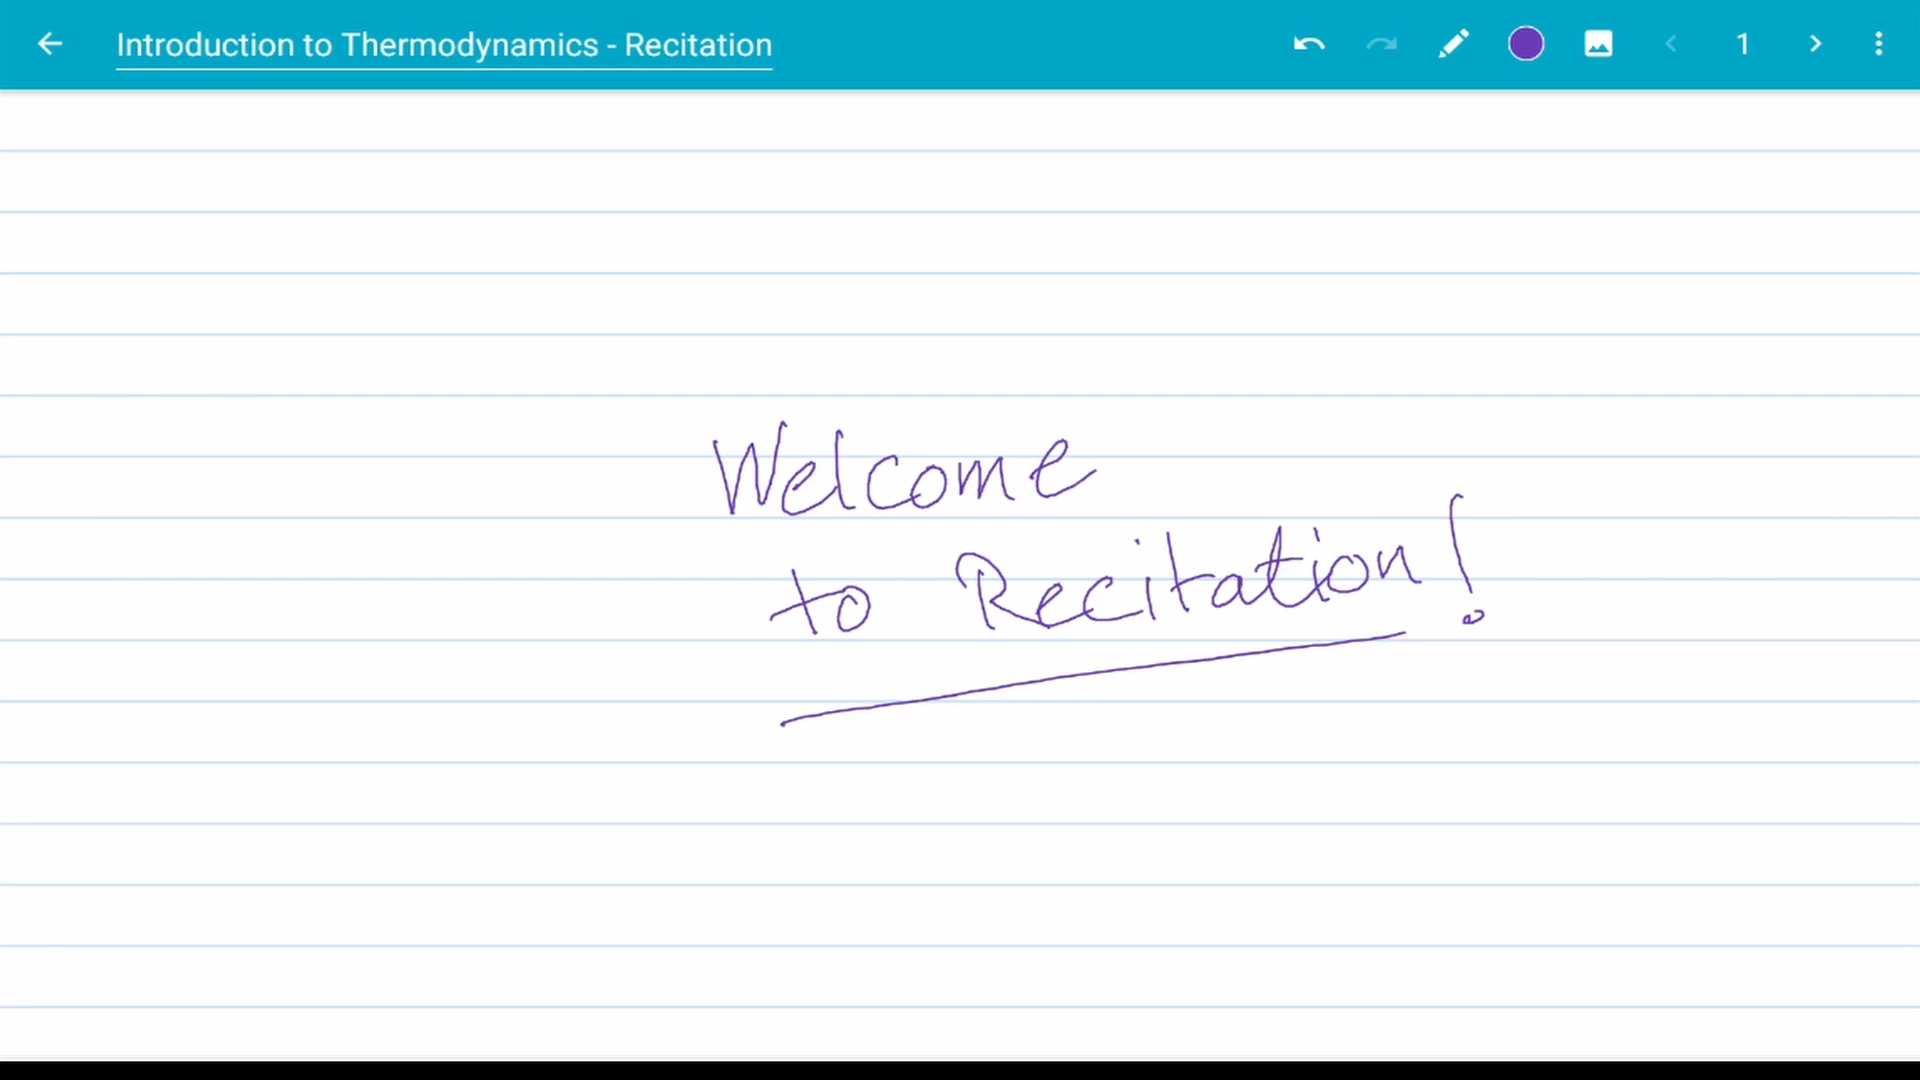 Introduction to Thermodynamics - Recitation
1
Welcome
to Recitation!